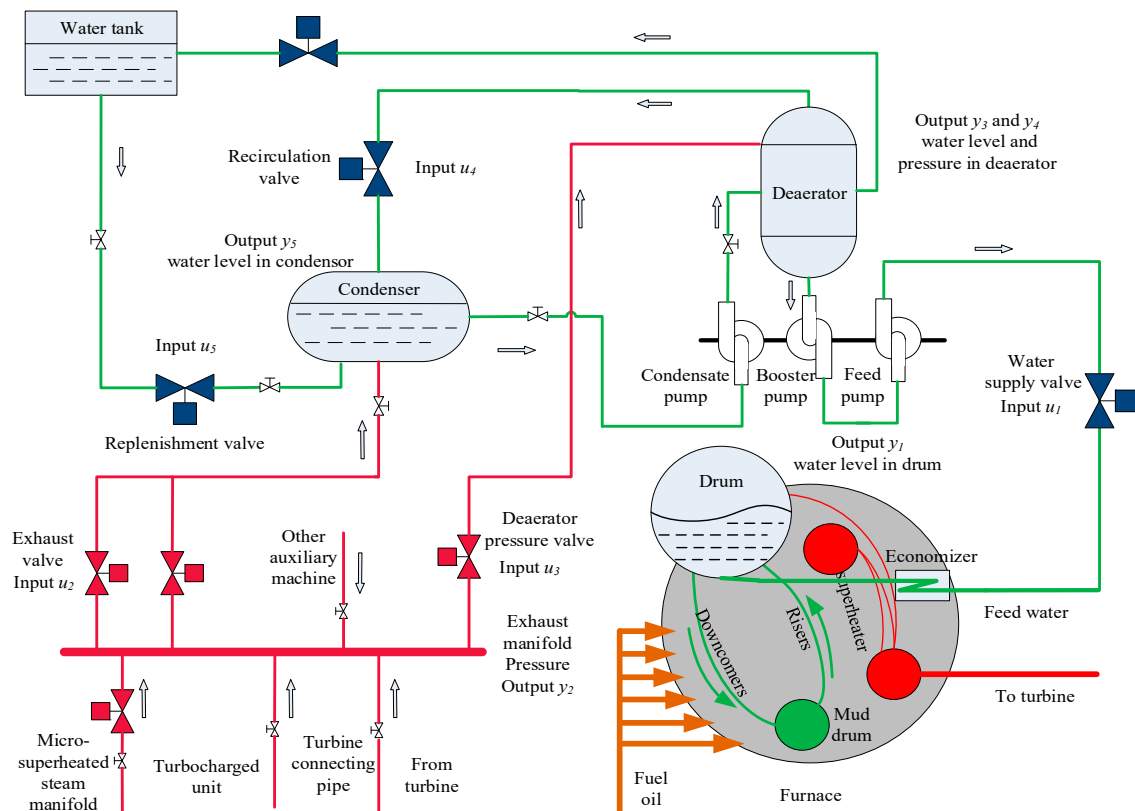 Water tank
Recirculation
valve
Input u4
Output y3 and y4
water level and
pressure in deaerator
Deaerator
Output y5
water level in condensor
Condenser
Input u5
Replenishment valve
Condensate
pump
Booster
pump
Feed
pump
Water
supply valve
Input u1
Output y1
water level in drum
Drum
Exhaust
valve
Input u2
Other
auxiliary
machine
Deaerator
pressure valve
Input u3
Economizer
superheater
Feed water
Risers
Downcomers
Exhaust
manifold
Pressure
Output y2
To turbine
Mud
drum
Micro-
superheated
steam
manifold
Turbocharged
unit
Turbine
connecting
pipe
From
turbine
Fuel
oil
Furnace